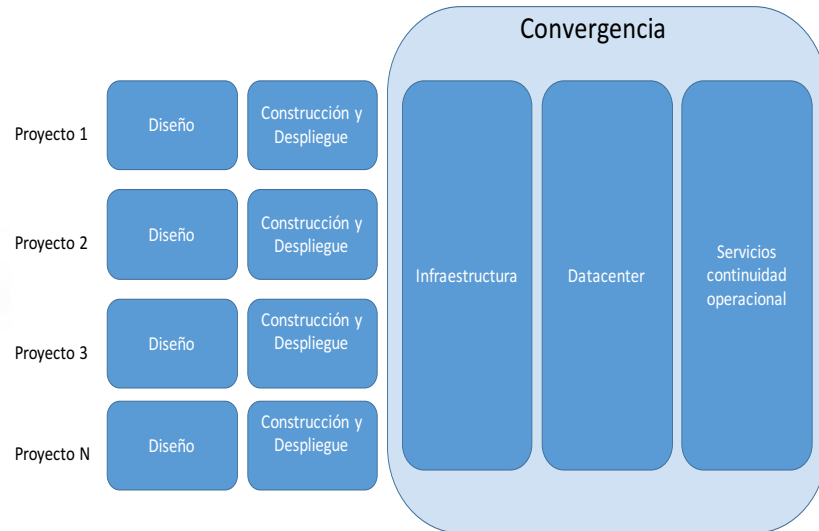 Convergencia
Proyecto 1
Diseño
Construcción y
Despliegue
Proyecto 2
Diseño
Construcción y
Despliegue
Proyecto 3
Diseño
Construcción y
Despliegue
Proyecto N
Diseño
Construcción y
Despliegue
Infraestructura
Datacenter
Servicios
continuidad
operacional